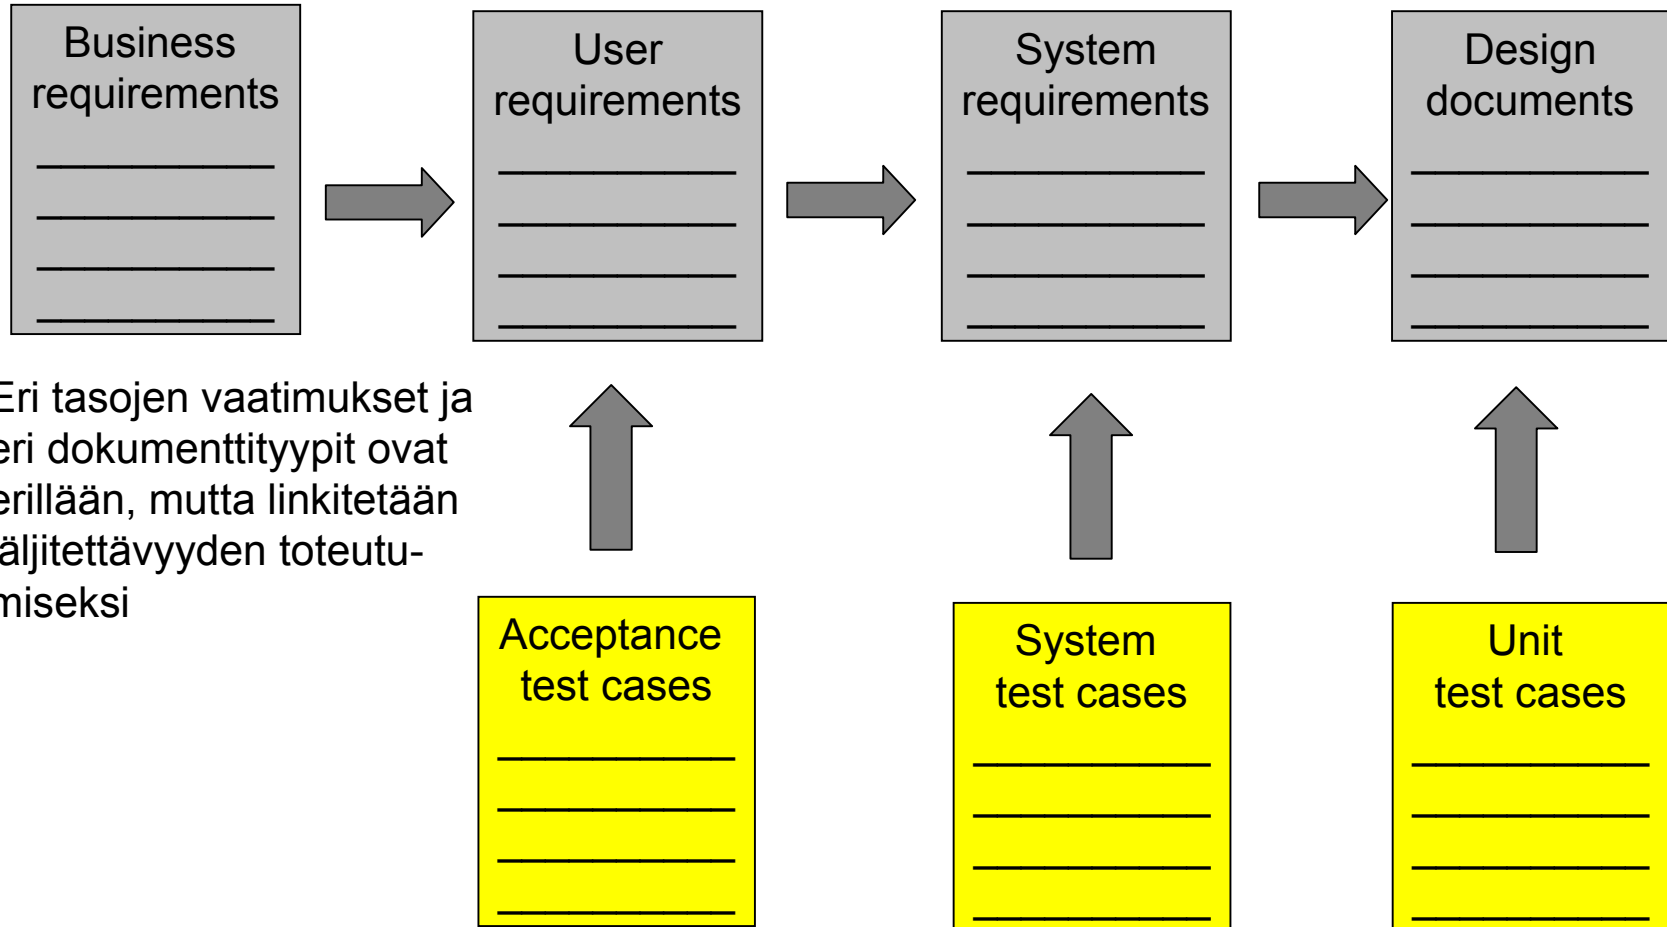 Business
requirements
User
requirements
System
requirements
Design
documents
Eri tasojen vaatimukset ja
eri dokumenttityypit ovat
erillään, mutta linkitetään
äljitettävyyden toteutu-
miseksi
Acceptance
test cases
System
test cases
Unit
test cases